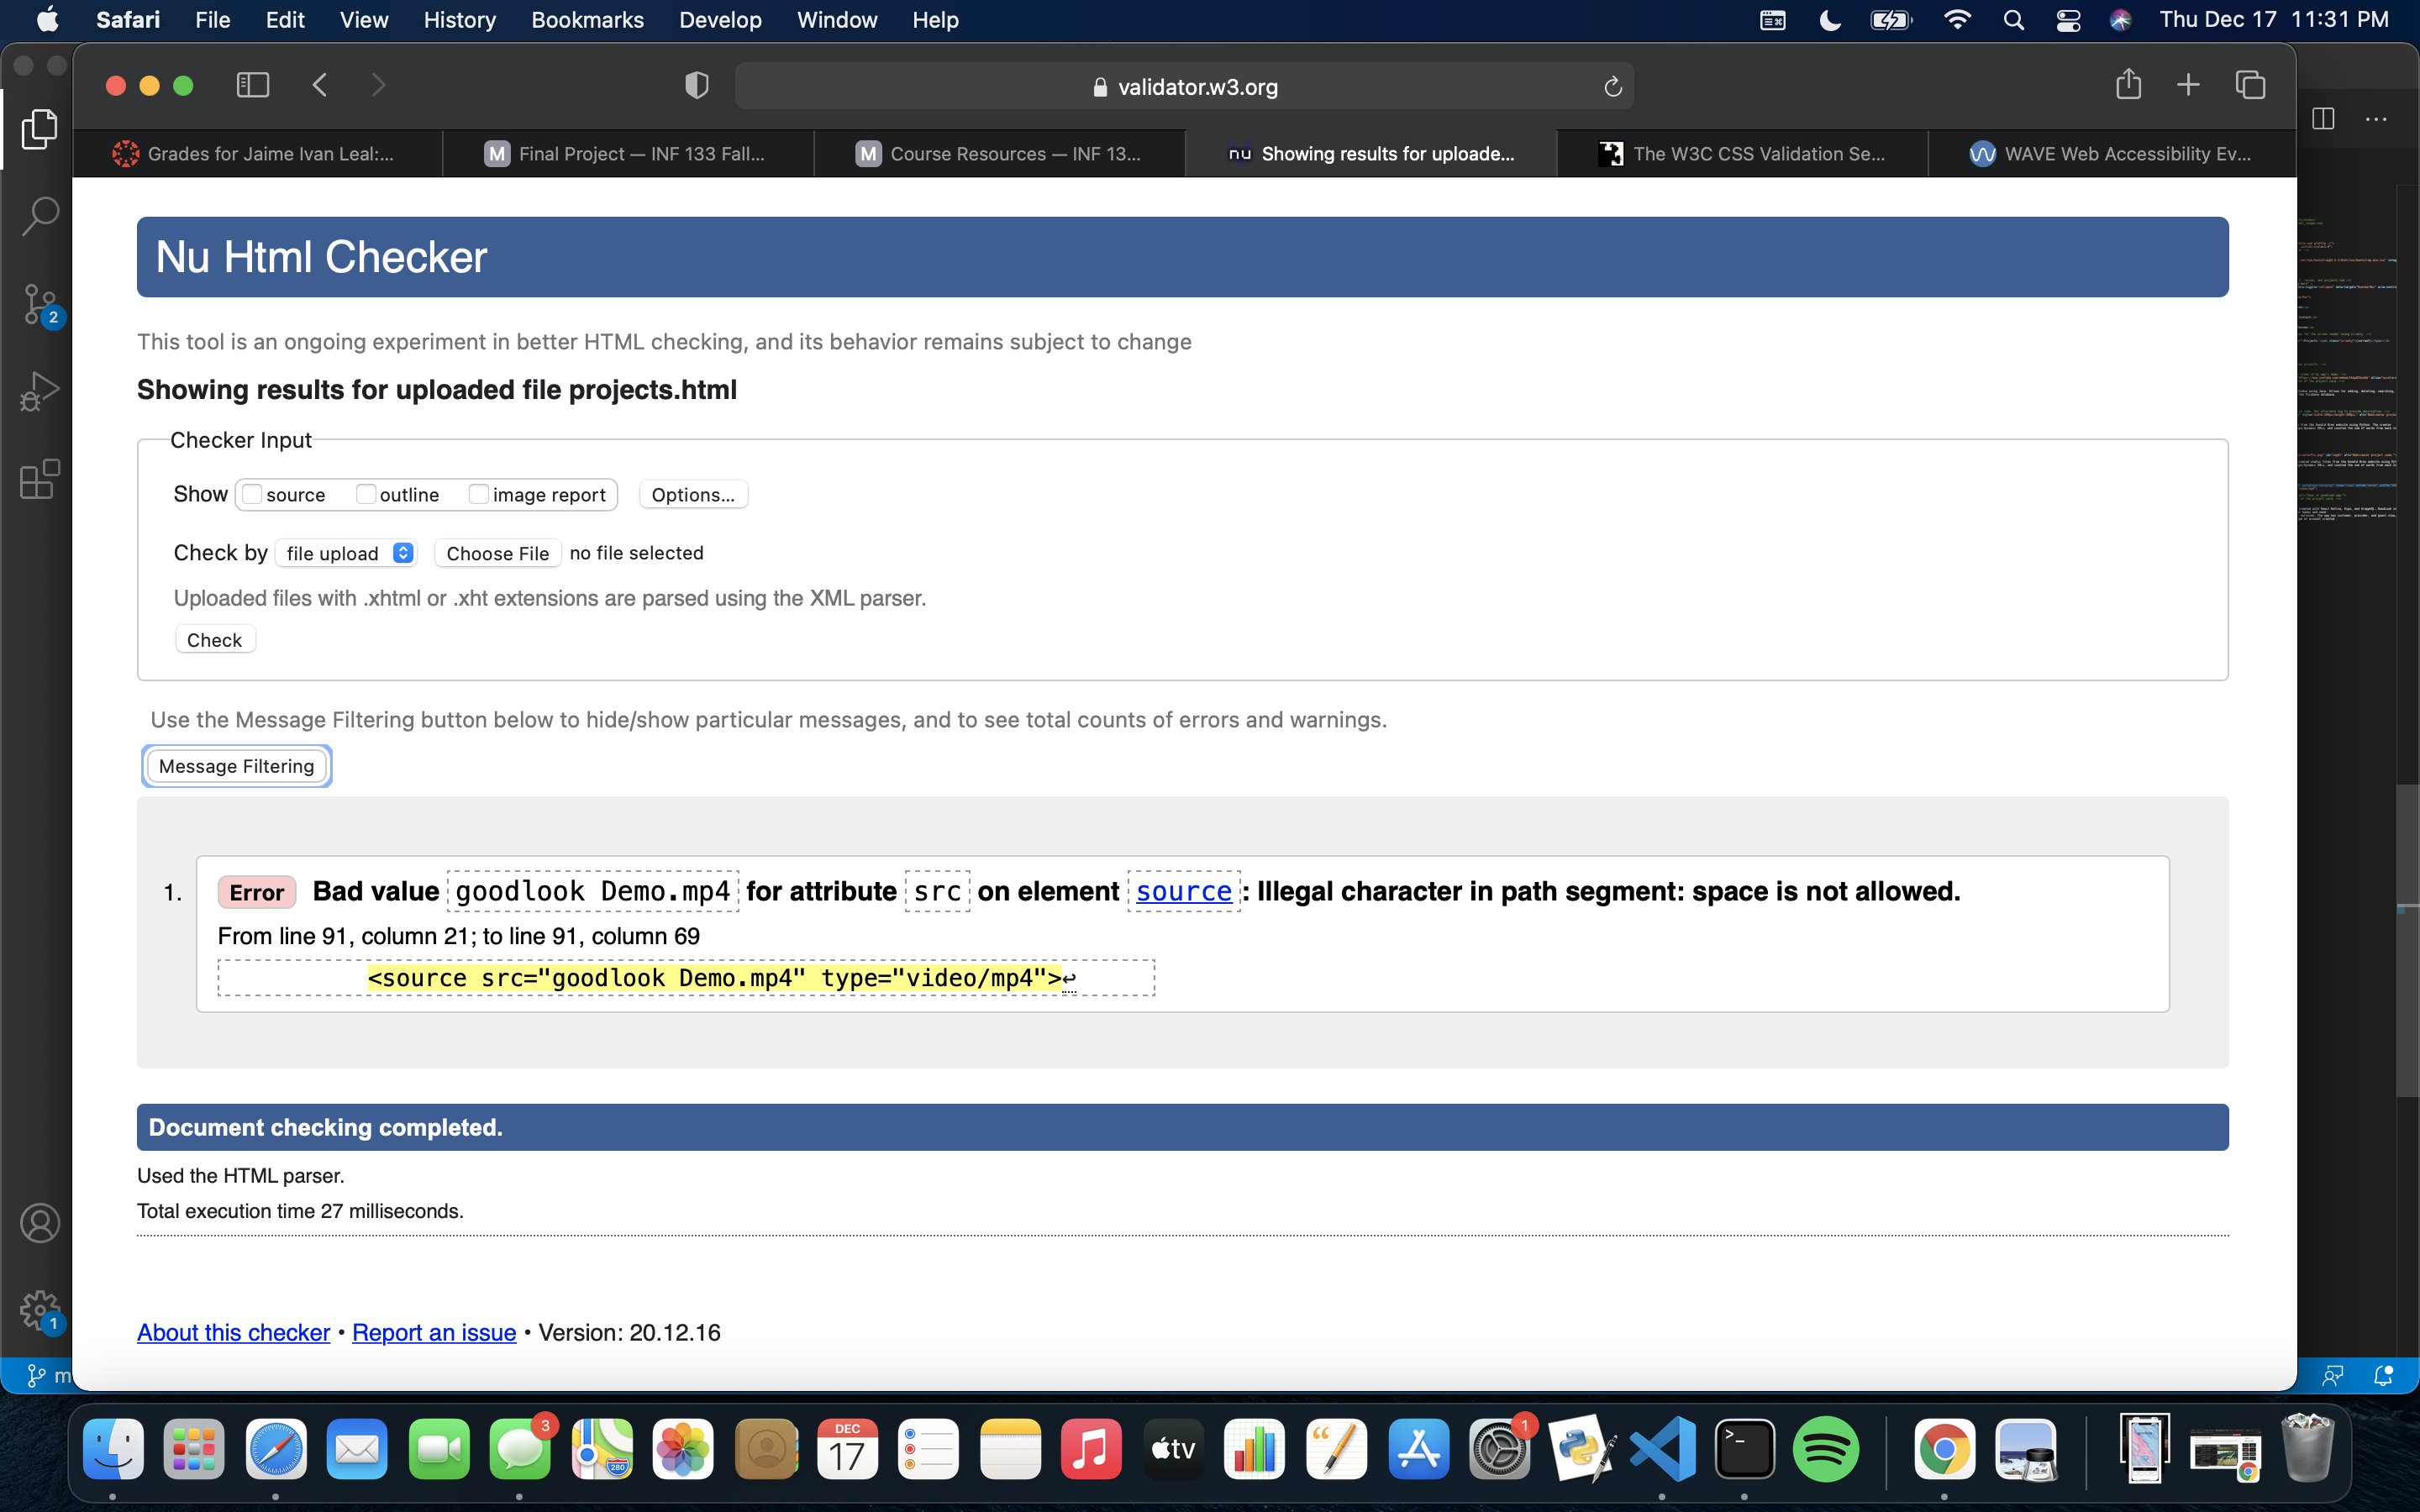 Safari File Edit View History Bookmarks Develop Window Help Thu Dec 17 11:31 PM
validator.w3.org
Grades for Jaime Ivan Leal:...
M Final Project — INF 133 Fall...
M Course Resources — INF 13...
nu Showing results for uploade...
The W3C CSS Validation Se...
WAVE Web Accessibility Ev...
2
Nu Html Checker
This tool is an ongoing experiment in better HTML checking, and its behavior remains subject to change
Showing results for uploaded file projects.html
Checker Input
Show source outline image report Options...
Check by file upload Choose File no file selected
Uploaded files with .xhtml or .xht extensions are parsed using the XML parser.
Check
Use the Message Filtering button below to hide/show particular messages, and to see total counts of errors and warnings.
Message Filtering
1. Error Bad value goodlook Demo.mp4 for attribute src on element source: Illegal character in path segment: space is not allowed.
From line 91, column 21; to line 91, column 69
<source src="goodlook Demo.mp4" type="video/mp4">↩
Document checking completed.
Used the HTML parser.
Total execution time 27 milliseconds.
About this checker • Report an issue • Version: 20.12.16
1
m
3
280
DEC
17
tv
1